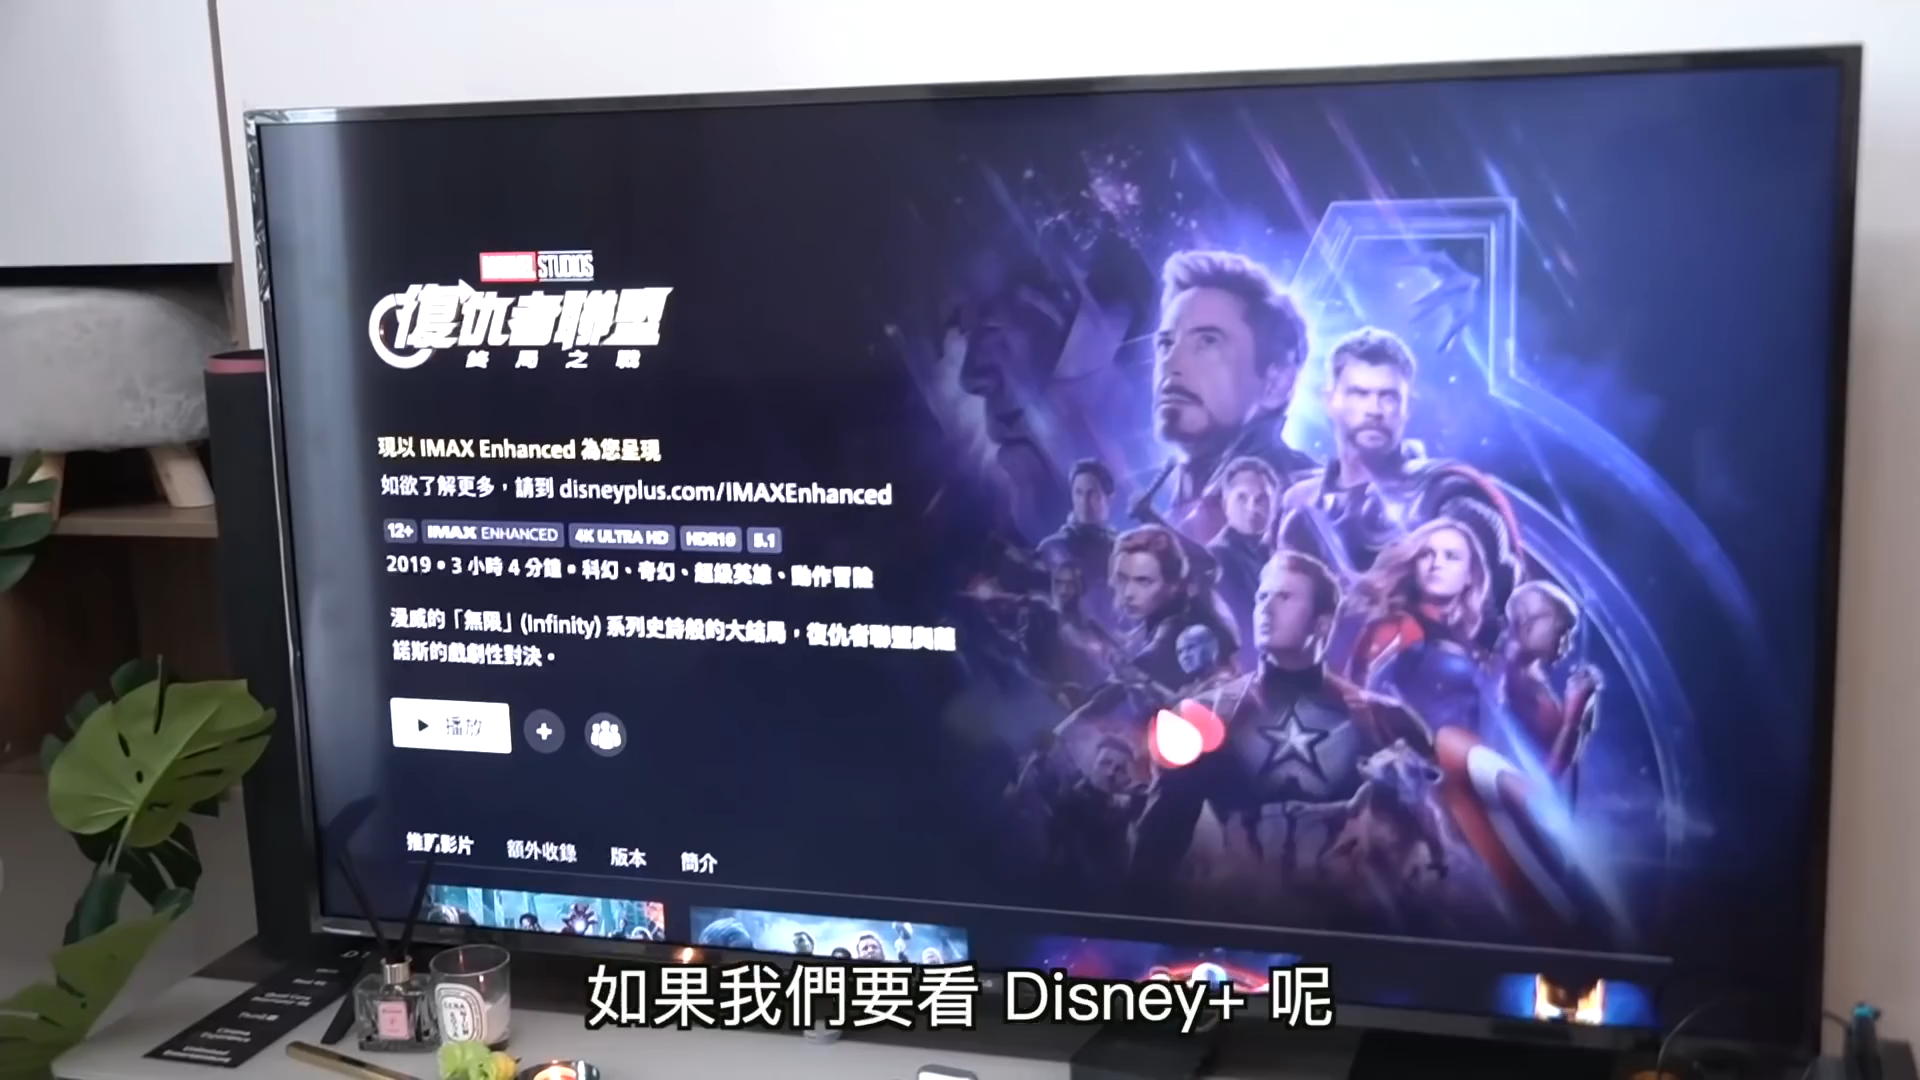 MARVEL STUDIOS
復仇者聯盟
終局之戰
現以 IMAX Enhanced 為您呈現
如欲了解更多，請到 disneyplus.com/IMAXEnhanced
12+ IMAX ENHANCED 4K ULTRA HD HDR10 5.1
2019 • 3 小時 4 分鐘 • 科幻、奇幻、超級英雄、動作冒險
漫威的「無限」(Infinity) 系列史詩般的大結局，復仇者聯盟與薩
諾斯的戲劇性對決。
播放
推薦影片 額外收錄 版本 簡介
如果我們要看 Disney+ 呢